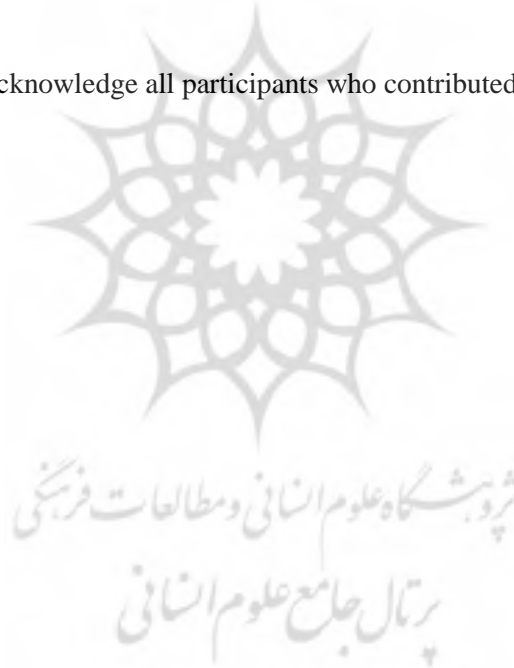 cknowledge all participants who contributed
پژوهشگاه علوم انسانی و مطالعات فرهنگی
پرتال جامع علوم انسانی